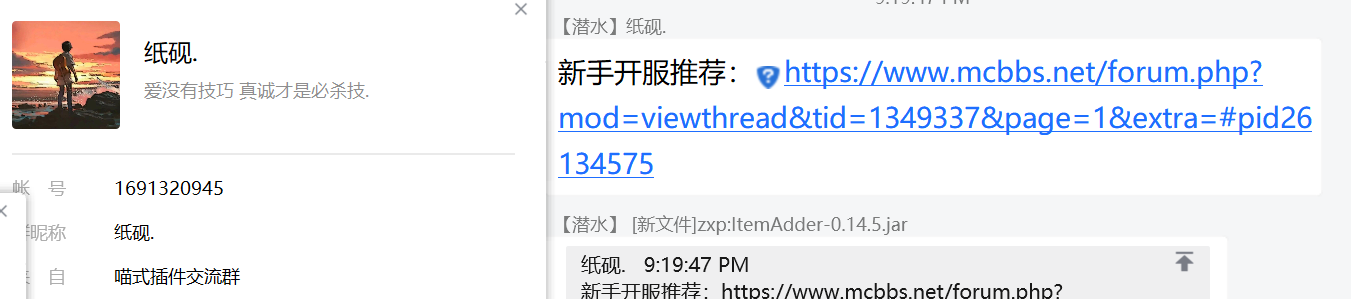 纸砚.
爱没有技巧 真诚才是必杀技.
帐 号 1691320945
昵称 纸砚.
自 喵式插件交流群
【潜水】纸砚.
新手开服推荐：https://www.mcbbs.net/forum.php?
mod=viewthread&tid=1349337&page=1&extra=#pid26
134575
【潜水】 [新文件]zxp:ItemAdder-0.14.5.jar
纸砚. 9:19:47 PM
新手开服推荐：https://www.mcbbs.net/forum.php?